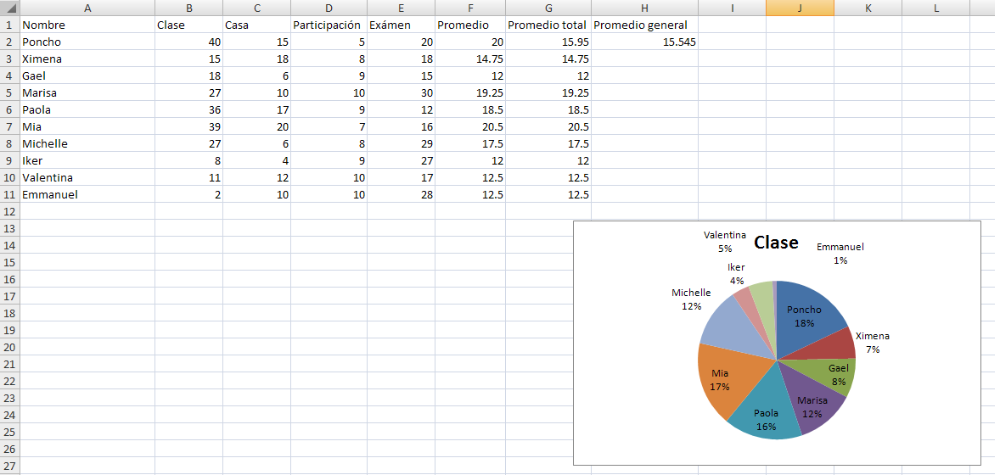 A B C D E F G H I J K L
1 Nombre Clase Casa Participación Exámen Promedio Promedio total Promedio general
2 Poncho 40 15 5 20 20 15.95 15.545
3 Ximena 15 18 8 18 14.75 14.75
4 Gael 18 6 9 15 12 12
5 Marisa 27 10 10 30 19.25 19.25
6 Paola 36 17 9 12 18.5 18.5
7 Mia 39 20 7 16 20.5 20.5
8 Michelle 27 6 8 29 17.5 17.5
9 Iker 8 4 9 27 12 12
10 Valentina 11 12 10 17 12.5 12.5
11 Emmanuel 2 10 10 28 12.5 12.5
12
13
14
15
16
17
18
19
20
21
22
23
24
25
26
27
Clase
Valentina
5%
Emmanuel
1%
Iker
4%
Michelle
12%
Poncho
18%
Ximena
7%
Gael
8%
Mia
17%
Marisa
12%
Paola
16%